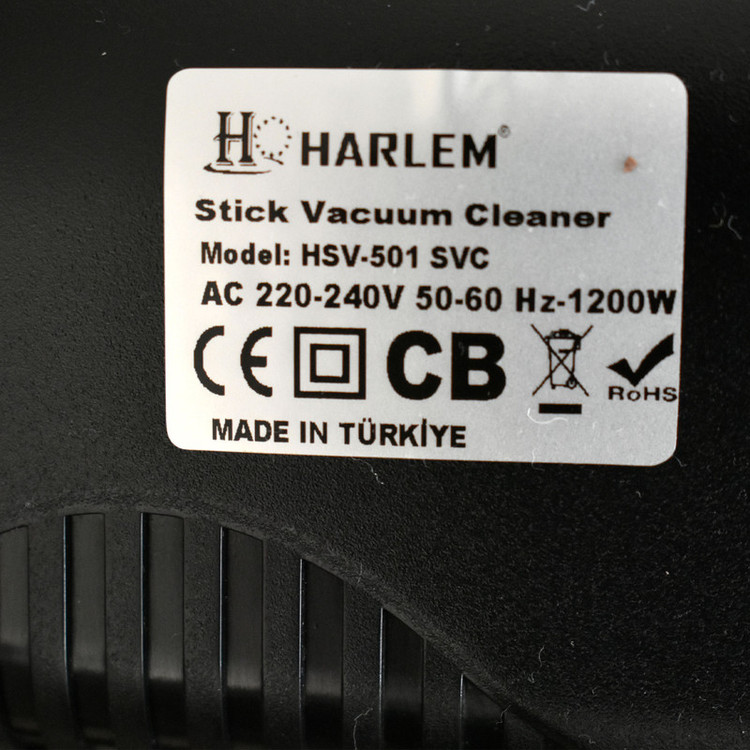 HQ HARLEM®
Stick Vacuum Cleaner
Model: HSV-501 SVC
AC 220-240V 50-60 Hz-1200W
CE CB RoHS
MADE IN TÜRKİYE